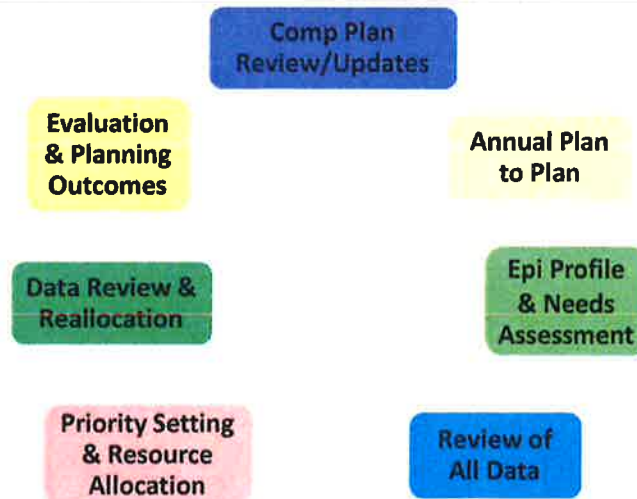 Comp Plan
Review/Updates
Evaluation
& Planning
Outcomes
Annual Plan
to Plan
Data Review &
Reallocation
Epi Profile
& Needs
Assessment
Priority Setting
& Resource
Allocation
Review of
All Data